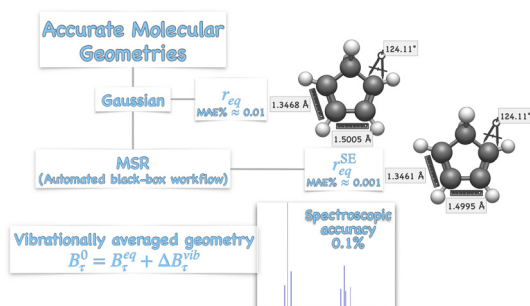 Accurate Molecular
Geometries
Gaussian
r_eq
MAE% ≈ 0.01
124.11°
1.3468 Å
1.5005 Å
MSR
(Automated black-box workflow)
r_eq^SE
MAE% ≈ 0.001
124.11°
1.3461 Å
1.4995 Å
Vibrationally averaged geometry
B_τ^0 = B_τ^eq + ΔB_τ^vib
Spectroscopic
accuracy
0.1%